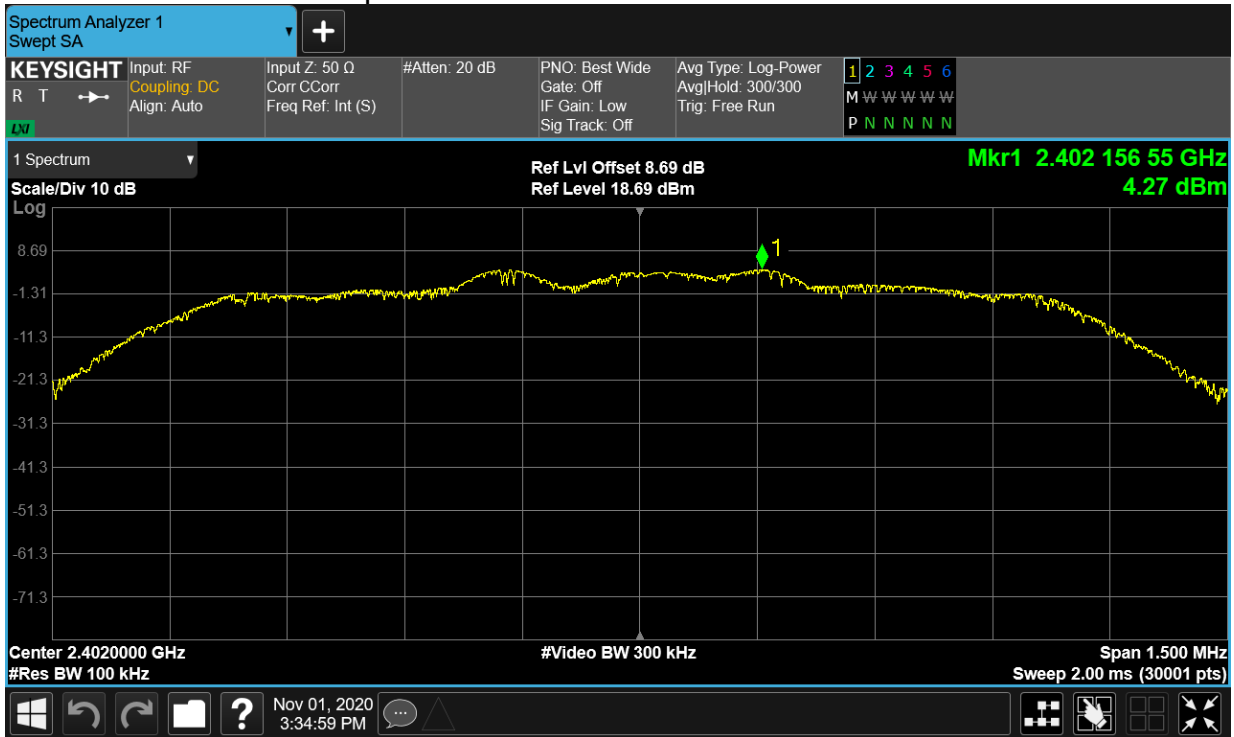 Spectrum Analyzer 1
Swept SA
+
KEYSIGHT
R T
LXI
Input: RF
Coupling: DC
Align: Auto
Input Z: 50 Ω
Corr CCorr
Freq Ref: Int (S)
#Atten: 20 dB
PNO: Best Wide
Gate: Off
IF Gain: Low
Sig Track: Off
Avg Type: Log-Power
Avg|Hold: 300/300
Trig: Free Run
1 2 3 4 5 6
M W W W W W
P N N N N N
1 Spectrum
Scale/Div 10 dB
Log
Ref Lvl Offset 8.69 dB
Ref Level 18.69 dBm
Mkr1 2.402 156 55 GHz
4.27 dBm
1
8.69
-1.31
-11.3
-21.3
-31.3
-41.3
-51.3
-61.3
-71.3
Center 2.4020000 GHz
#Res BW 100 kHz
#Video BW 300 kHz
Span 1.500 MHz
Sweep 2.00 ms (30001 pts)
?
Nov 01, 2020
3:34:59 PM